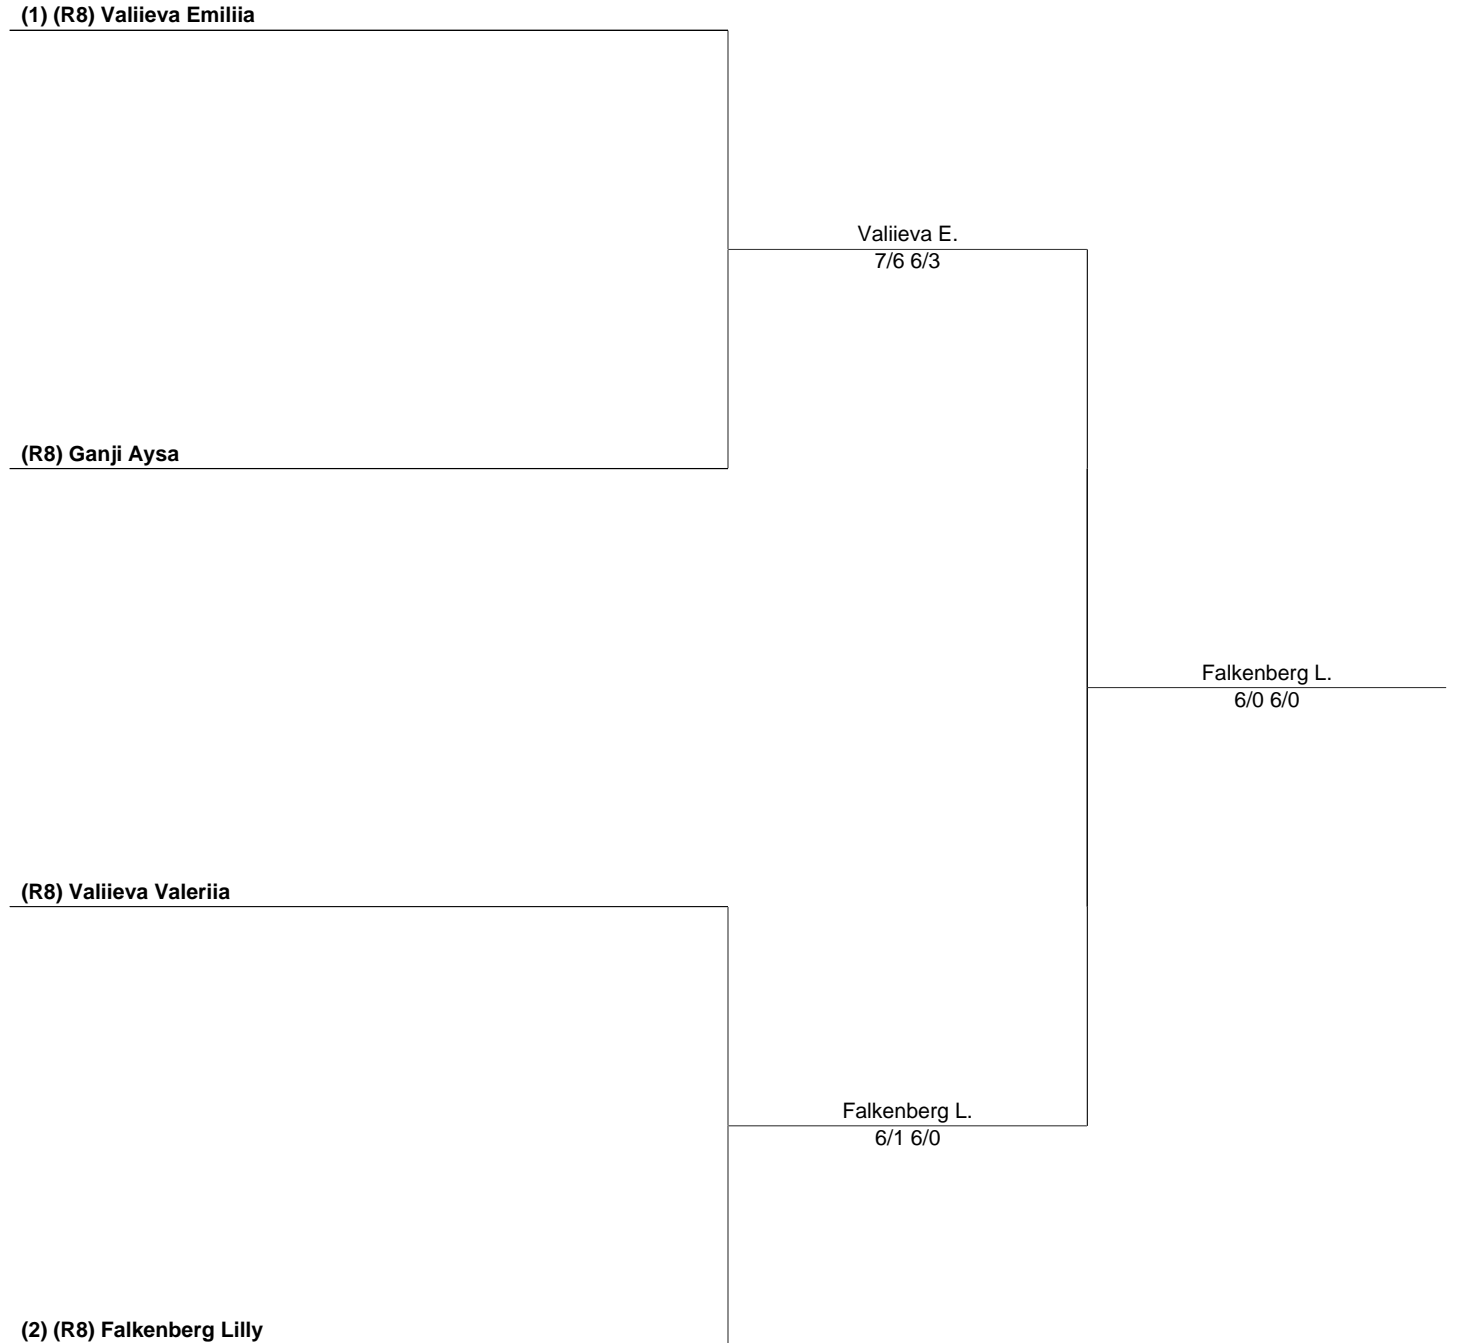 (1) (R8) Valiieva Emiliia
Valiieva E.
7/6 6/3
(R8) Ganji Aysa
Falkenberg L.
6/0 6/0
(R8) Valiieva Valeriia
Falkenberg L.
6/1 6/0
(2) (R8) Falkenberg Lilly